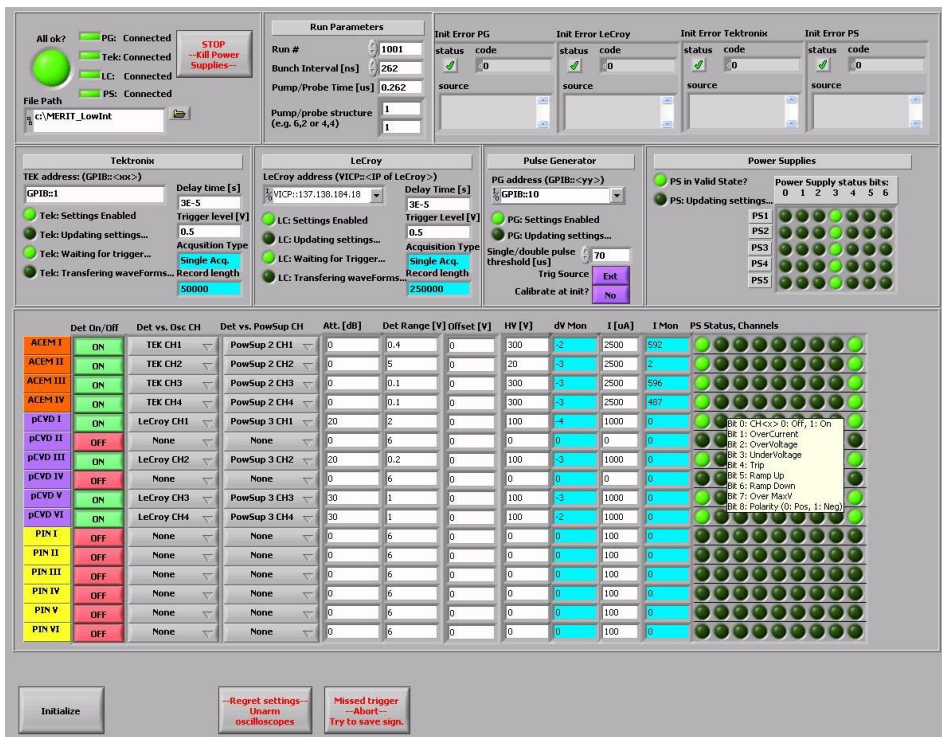 All ok?
PG: Connected
Tek: Connected
LC: Connected
PS: Connected
STOP
--Kill Power
Supplies--
File Path
c:\MERIT_LowInt
Run Parameters
Run # 1001
Bunch Interval [ns] 262
Pump/Probe Time [us] 0.262
Pump/probe structure 1
(e.g. 6,2 or 4,4) 1
Init Error PG
status code
0
source
Init Error LeCroy
status code
0
source
Init Error Tektronix
status code
0
source
Init Error PS
status code
0
source
Tektronix
TEK address: (GPIB::<xx>)
GPIB::1
Tek: Settings Enabled
Tek: Updating settings...
Tek: Waiting for trigger...
Tek: Transfering waveForms...
Delay time [s]
3E-5
Trigger level [V]
0.5
Acqusition Type
Single Acq.
Record length
50000
LeCroy
LeCroy address (VICP::<IP of LeCroy>)
VICP::137.138.184.18
LC: Settings Enabled
LC: Updating settings...
LC: Waiting for Trigger...
LC: Transfering waveForms...
Delay Time [s]
3E-5
Trigger Level [V]
0.5
Acquisition Type
Single Acq.
Record length
250000
Pulse Generator
PG address (GPIB::<yy>)
GPIB::10
PG: Settings Enabled
PG: Updating settings...
Single/double pulse
threshold [us] 70
Trig Source Ext
Calibrate at init? No
Power Supplies
PS in Valid State?
PS: Updating settings...
Power Supply status bits:
0 1 2 3 4 5 6
PS1
PS2
PS3
PS4
PS5
Det On/Off Det vs. Osc CH Det vs. PowSup CH Att. [dB] Det Range [V] Offset [V] HV [V] dV Mon I [uA] I Mon PS Status, Channels
ACEM I ON TEK CH1 PowSup 2 CH1 0 0.4 0 300 -2 2500 592
ACEM II ON TEK CH2 PowSup 2 CH2 0 5 0 20 -3 2500 2
ACEM III ON TEK CH3 PowSup 2 CH3 0 0.1 0 300 -3 2500 596
ACEM IV ON TEK CH4 PowSup 2 CH4 0 0.1 0 300 -3 2500 487
pCVD I ON LeCroy CH1 PowSup 3 CH1 20 2 0 100 -4 1000 0
pCVD II OFF None None 0 6 0 0 0 0 0
pCVD III ON LeCroy CH2 PowSup 3 CH2 20 0.2 0 100 -3 1000 0
pCVD IV OFF None None 0 6 0 0 0 0 0
pCVD V ON LeCroy CH3 PowSup 3 CH3 30 1 0 100 -3 1000 0
pCVD VI ON LeCroy CH4 PowSup 3 CH4 30 1 0 100 -2 1000 0
PIN I OFF None None 0 6 0 0 0 100 0
PIN II OFF None None 0 6 0 0 0 100 0
PIN III OFF None None 0 6 0 0 0 100 0
PIN IV OFF None None 0 6 0 0 0 100 0
PIN V OFF None None 0 6 0 0 0 100 0
PIN VI OFF None None 0 6 0 0 0 100 0
Bit 0: CH<x> 0: Off, 1: On
Bit 1: OverCurrent
Bit 2: OverVoltage
Bit 3: UnderVoltage
Bit 4: Trip
Bit 5: Ramp Up
Bit 6: Ramp Down
Bit 7: Over MaxV
Bit 8: Polarity (0: Pos, 1: Neg)
Initialize
--Regret settings--
Unarm
oscilloscopes
Missed trigger
--Abort--
Try to save sign.